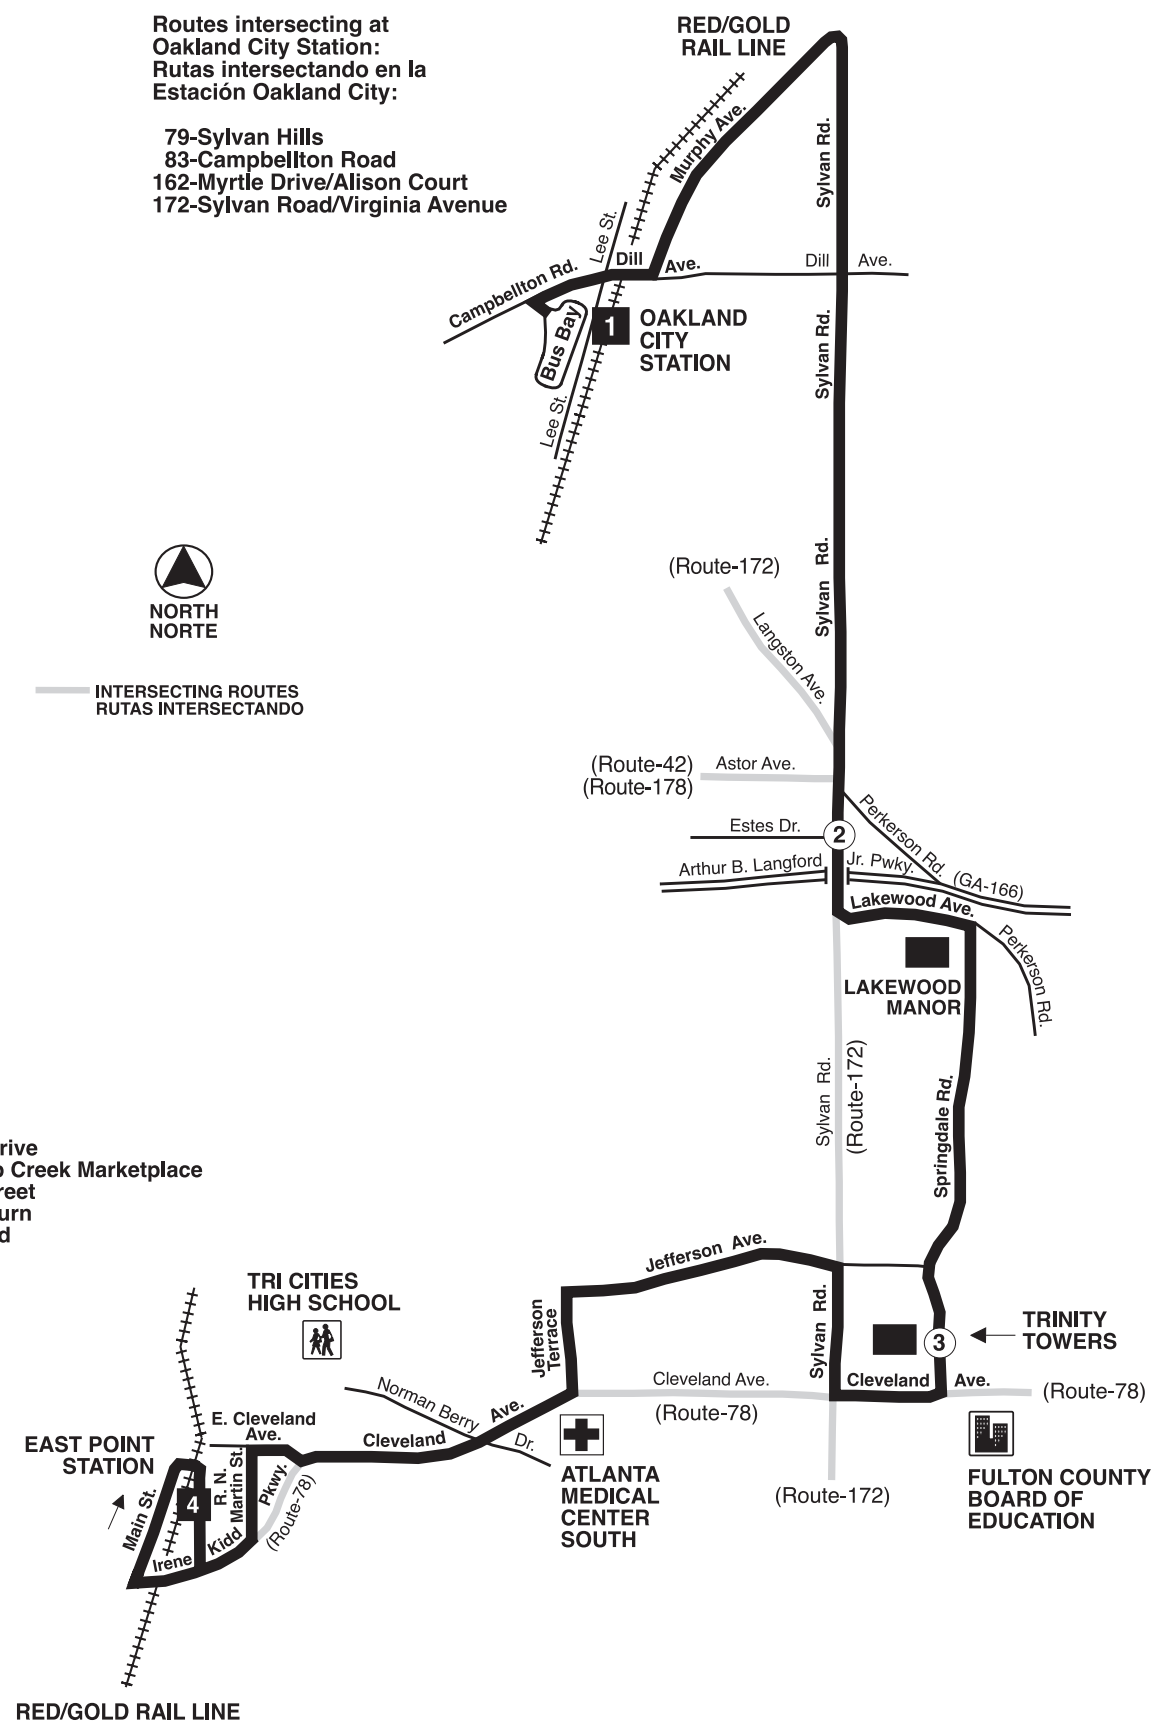 Routes intersecting at
Oakland City Station:
Rutas intersectando en la
Estación Oakland City:
79-Sylvan Hills
83-Campbellton Road
162-Myrtle Drive/Alison Court
172-Sylvan Road/Virginia Avenue
RED/GOLD
RAIL LINE
Murphy Ave.
Sylvan Rd.
Lee St.
Dill Ave.
Dill Ave.
Campbellton Rd.
Bus Bay
1
OAKLAND
CITY
STATION
Sylvan Rd.
Lee St.
NORTH
NORTE
INTERSECTING ROUTES
RUTAS INTERSECTANDO
(Route-172)
Sylvan Rd.
Langston Ave.
(Route-42)
(Route-178)
Astor Ave.
Estes Dr.
2
Perkerson Rd.
Arthur B. Langford Jr. Pwky. (GA-166)
Lakewood Ave.
Perkerson Rd.
LAKEWOOD
MANOR
Sylvan Rd.
(Route-172)
Springdale Rd.
rive
Creek Marketplace
reet
urn
d
Jefferson Ave.
TRI CITIES
HIGH SCHOOL
Jefferson
Terrace
Sylvan Rd.
3
TRINITY
TOWERS
Cleveland Ave.
(Route-78)
Cleveland Ave.
(Route-78)
Norman Berry Dr.
E. Cleveland
Ave.
Cleveland Ave.
EAST POINT
STATION
R. N.
Martin St.
Pkwy.
(Route-78)
Main St.
4
Kidd
Irene
ATLANTA
MEDICAL
CENTER
SOUTH
(Route-172)
FULTON COUNTY
BOARD OF
EDUCATION
RED/GOLD RAIL LINE